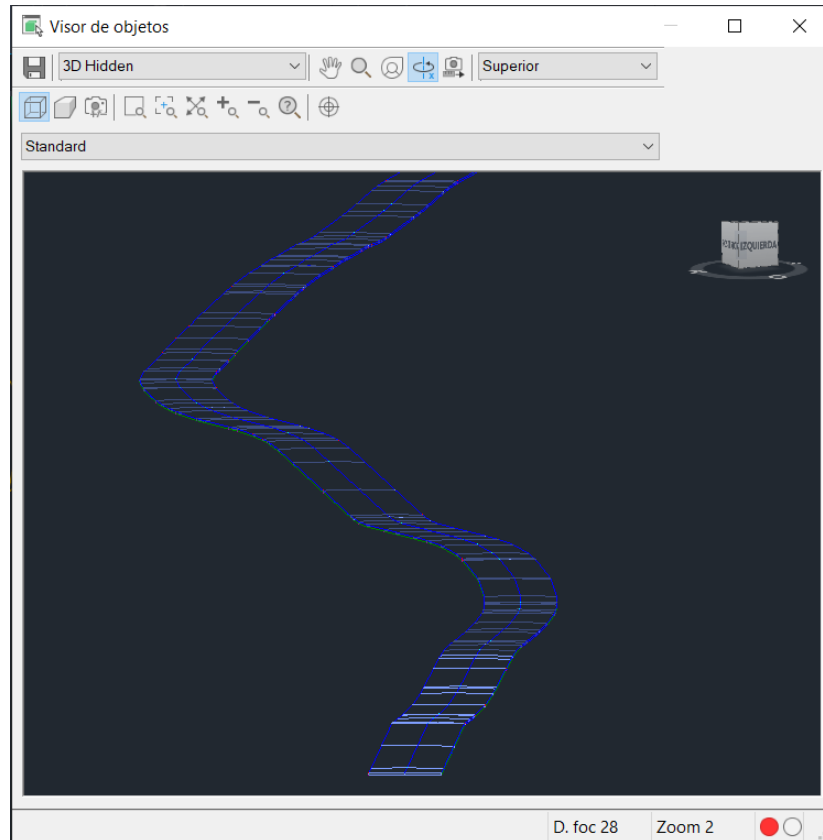 Visor de objetos
3D Hidden
Superior
Standard
IZQUIERDA
D. foc 28
Zoom 2